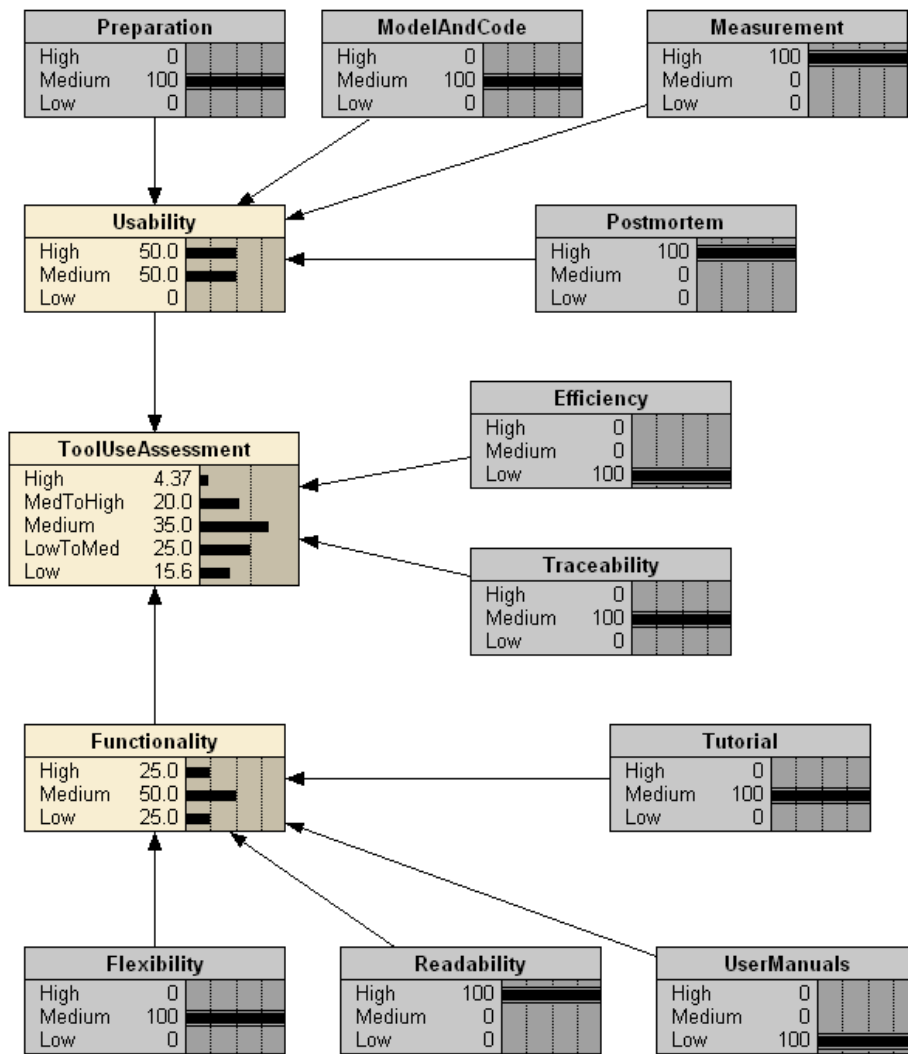 Preparation
High 0
Medium 100
Low 0
ModelAndCode
High 0
Medium 100
Low 0
Measurement
High 100
Medium 0
Low 0
Usability
High 50.0
Medium 50.0
Low 0
Postmortem
High 100
Medium 0
Low 0
Efficiency
High 0
Medium 0
Low 100
ToolUseAssessment
High 4.37
MedToHigh 20.0
Medium 35.0
LowToMed 25.0
Low 15.6
Traceability
High 0
Medium 100
Low 0
Functionality
High 25.0
Medium 50.0
Low 25.0
Tutorial
High 0
Medium 100
Low 0
Flexibility
High 0
Medium 100
Low 0
Readability
High 100
Medium 0
Low 0
UserManuals
High 0
Medium 0
Low 100